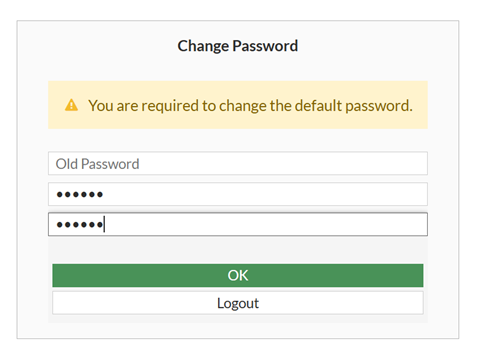 Change Password
You are required to change the default password.
Old Password
••••••
••••••
OK
Logout